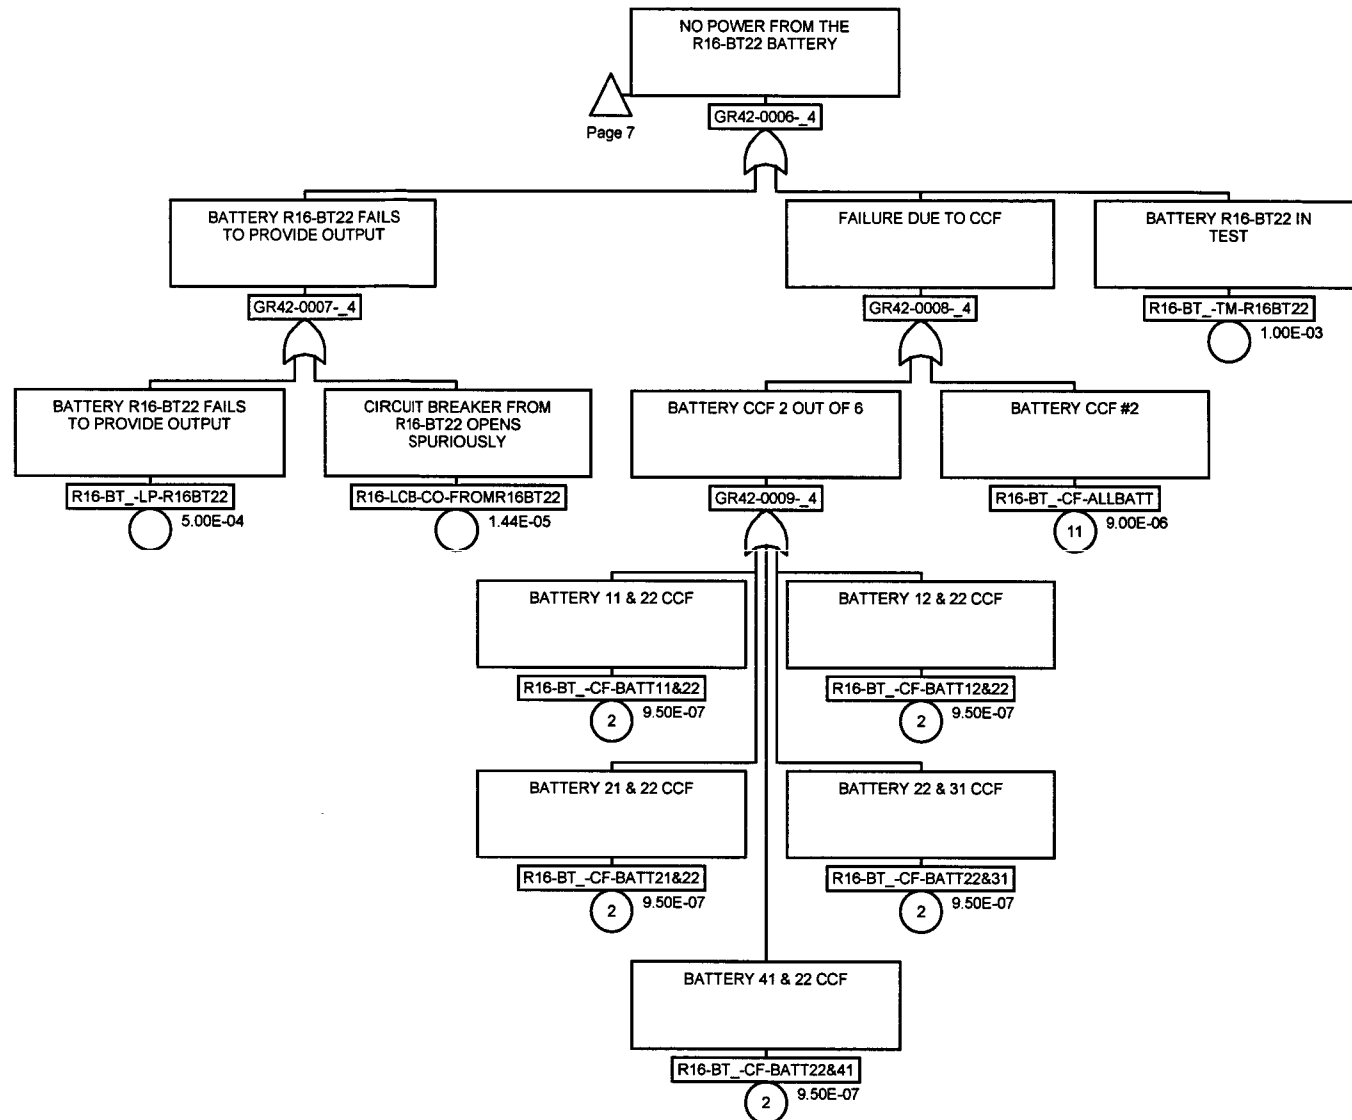 NO POWER FROM THE
R16-BT22 BATTERY
Page 7
GR42-0006-_4
BATTERY R16-BT22 FAILS
TO PROVIDE OUTPUT
GR42-0007-_4
FAILURE DUE TO CCF
GR42-0008-_4
BATTERY R16-BT22 IN
TEST
R16-BT_-TM-R16BT22
1.00E-03
BATTERY R16-BT22 FAILS
TO PROVIDE OUTPUT
R16-BT_-LP-R16BT22
5.00E-04
CIRCUIT BREAKER FROM
R16-BT22 OPENS
SPURIOUSLY
R16-LCB-CO-FROMR16BT22
1.44E-05
BATTERY CCF 2 OUT OF 6
GR42-0009-_4
BATTERY CCF #2
R16-BT_-CF-ALLBATT
11
9.00E-06
BATTERY 11 & 22 CCF
R16-BT_-CF-BATT11&22
2
9.50E-07
BATTERY 12 & 22 CCF
R16-BT_-CF-BATT12&22
2
9.50E-07
BATTERY 21 & 22 CCF
R16-BT_-CF-BATT21&22
2
9.50E-07
BATTERY 22 & 31 CCF
R16-BT_-CF-BATT22&31
2
9.50E-07
BATTERY 41 & 22 CCF
R16-BT_-CF-BATT22&41
2
9.50E-07